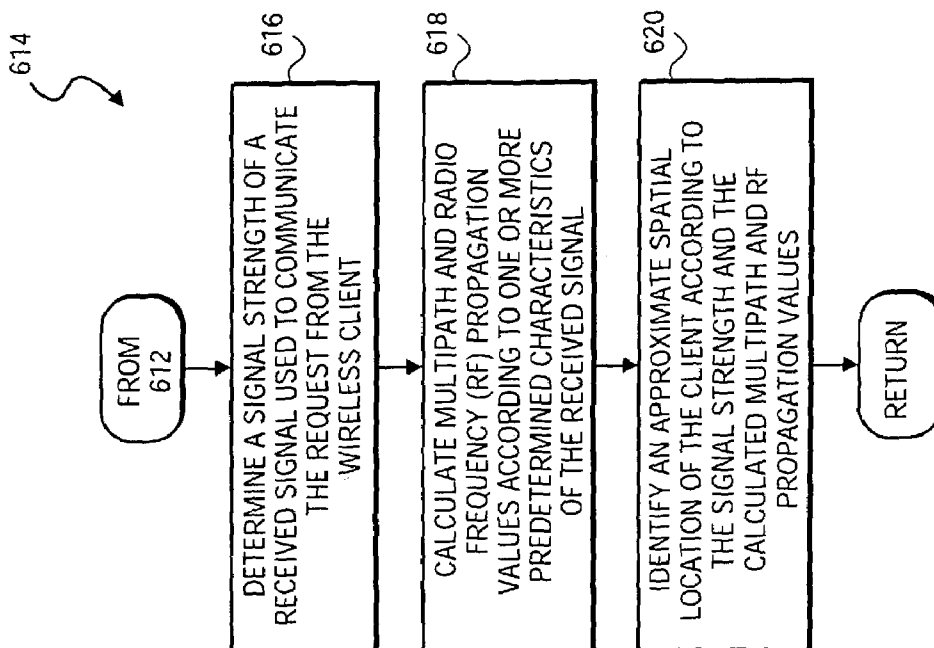 614
FROM
612
616
DETERMINE A SIGNAL STRENGTH OF A
RECEIVED SIGNAL USED TO COMMUNICATE
THE REQUEST FROM THE
WIRELESS CLIENT
618
CALCULATE MULTIPATH AND RADIO
FREQUENCY (RF) PROPAGATION
VALUES ACCORDING TO ONE OR MORE
PREDETERMINED CHARACTERISTICS
OF THE RECEIVED SIGNAL
620
IDENTIFY AN APPROXIMATE SPATIAL
LOCATION OF THE CLIENT ACCORDING TO
THE SIGNAL STRENGTH AND THE
CALCULATED MULTIPATH AND RF
PROPAGATION VALUES
RETURN